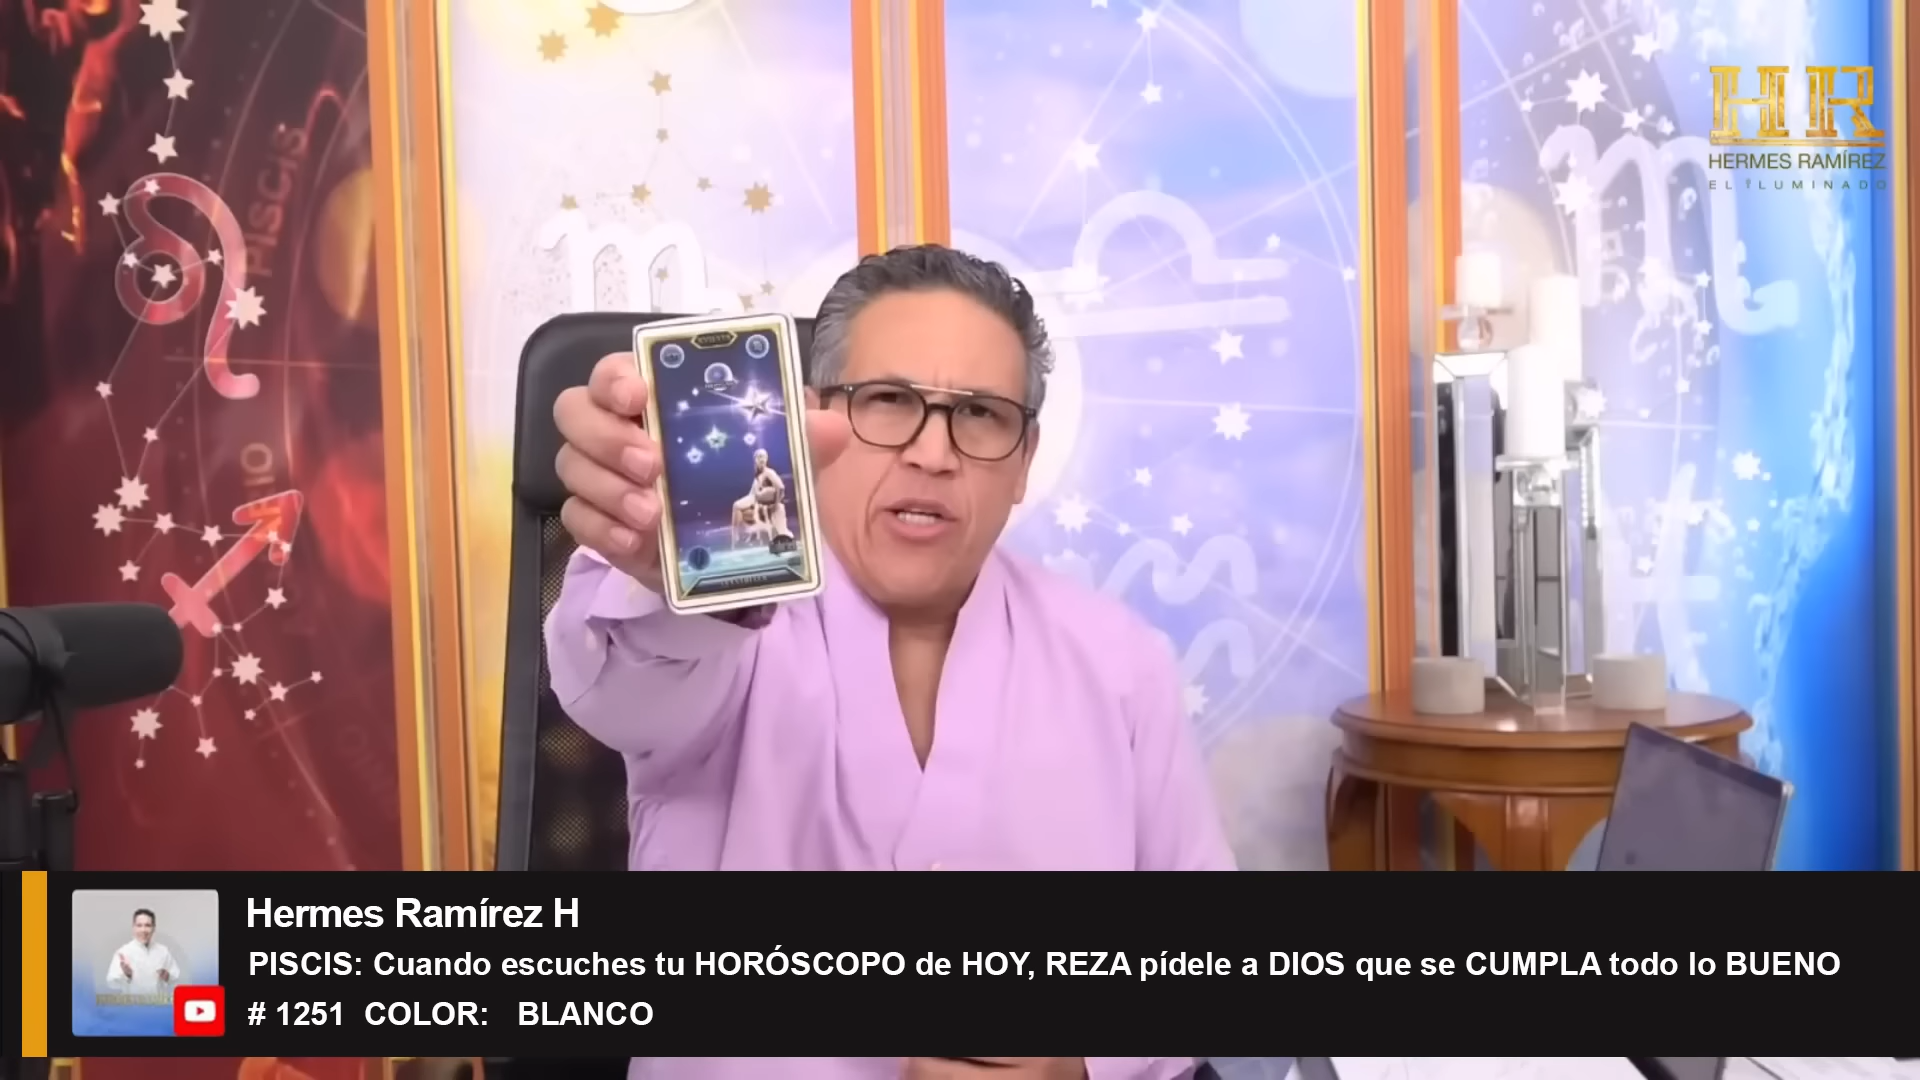 PISCIS
HR
HERMES RAMÍREZ
EL ILUMINADO
Hermes Ramírez H
PISCIS: Cuando escuches tu HORÓSCOPO de HOY, REZA pídele a DIOS que se CUMPLA todo lo BUENO
# 1251 COLOR: BLANCO